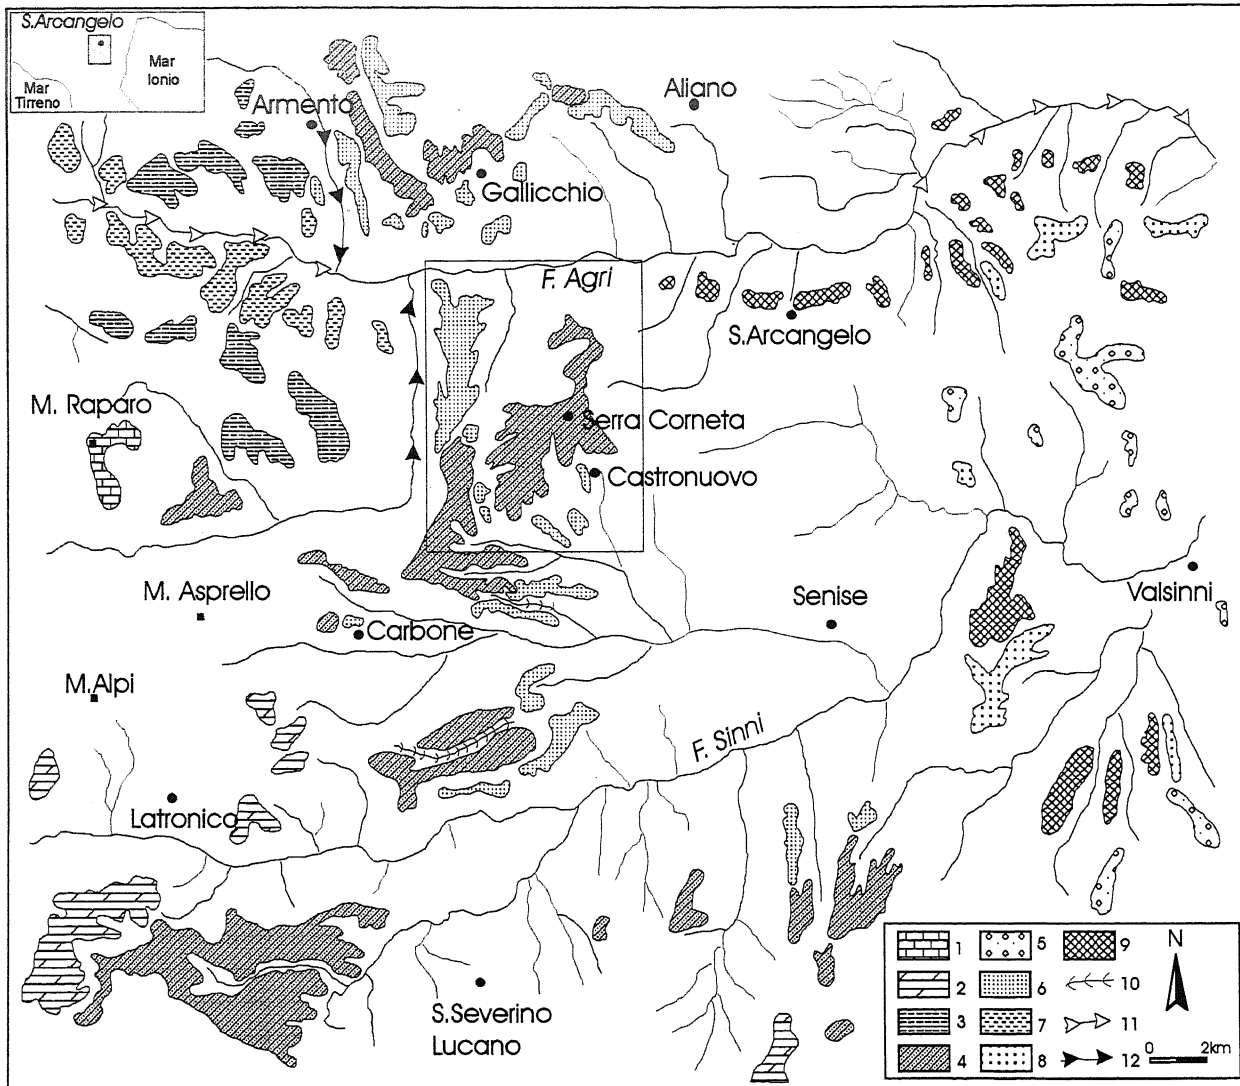 S.Arcangelo
Mar
Ionio
Mar
Tirreno
Armento
Aliano
Gallicchio
F. Agri
S.Arcangelo
M. Raparo
Serra Corneta
Castronuovo
M. Asprello
Senise
Valsinni
Carbone
M.Alpi
F. Sinni
Latronico
S.Severino
Lucano
1 5 9 N
2 6 10
3 7 11
4 8 12 0 2km